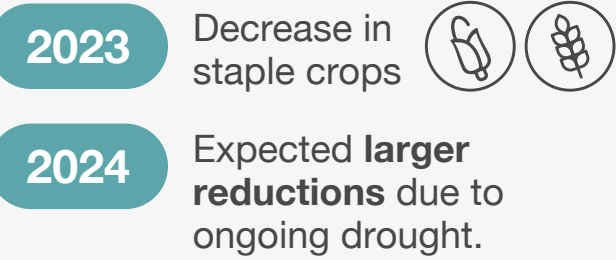 2023
Decrease in
staple crops
2024
Expected larger
reductions due to
ongoing drought.